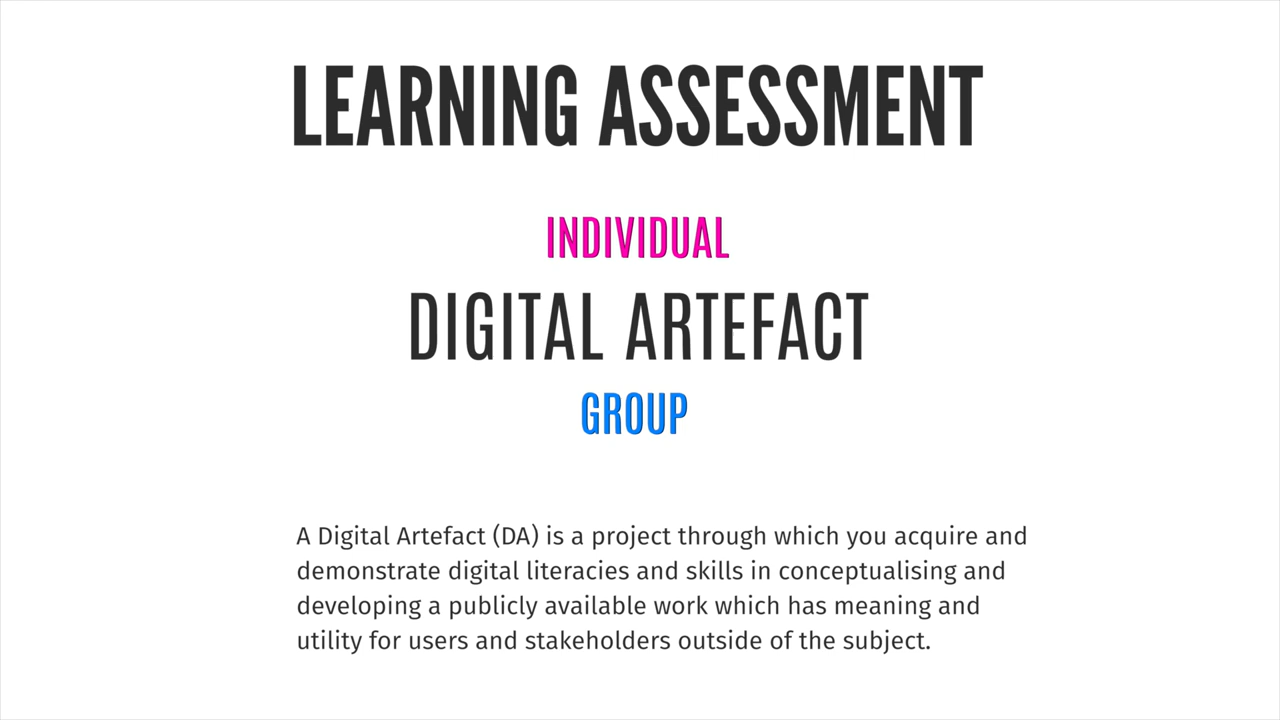 LEARNING ASSESSMENT
INDIVIDUAL
DIGITAL ARTEFACT
GROUP
A Digital Artefact (DA) is a project through which you acquire and
demonstrate digital literacies and skills in conceptualising and
developing a publicly available work which has meaning and
utility for users and stakeholders outside of the subject.